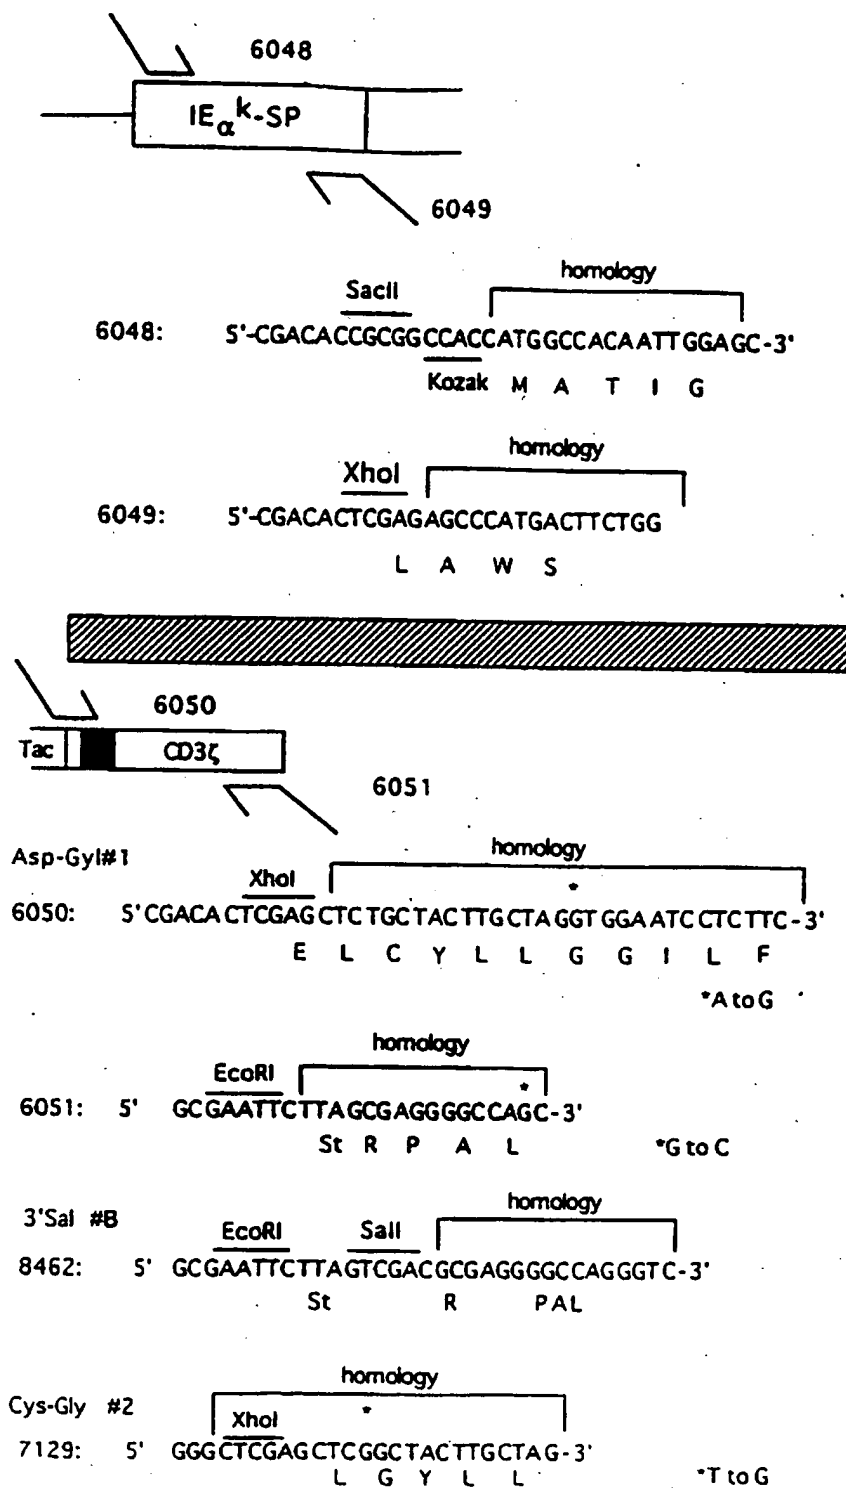 6048
IEαk-SP
6049
homology
SacII
6048: 5'-CGACACCGCGGCCACCATGGCCACAATTGGAGC-3'
Kozak M A T I G
homology
XhoI
6049: 5'-CGACACTCGAGAGCCCATGACTTCTGG
L A W S
6050
Tac CD3ζ
6051
Asp-Gyl#1
homology
XhoI *
6050: 5'CGACACTCGAGCTCTGCTACTTGCTAGGTGGAATCCTCTTC-3'
E L C Y L L G G I L F
*A to G
homology
EcoRI *
6051: 5' GCGAATTCTTAGCGAGGGGCCAGC-3'
St R P A L *G to C
homology
3'Sal #B
EcoRI SalI
8462: 5' GCGAATTCTTAGTCGACGCGAGGGGCCAGGGTC-3'
St R PAL
homology
Cys-Gly #2
XhoI *
7129: 5' GGGCTCGAGCTCGGCTACTTGCTAG-3'
L G Y L L *T to G